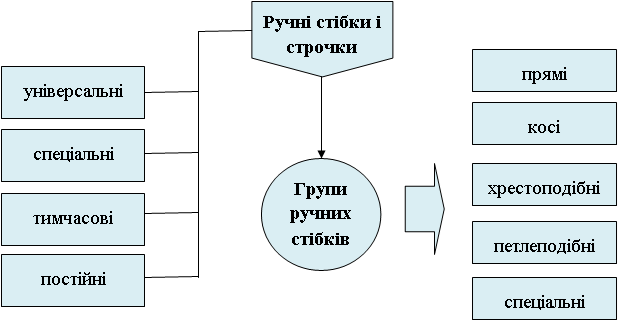 Ручні стібки і
строчки
універсальні
спеціальні
тимчасові
постійні
Групи
ручних
стібків
прямі
косі
хрестоподібні
петлеподібні
спеціальні